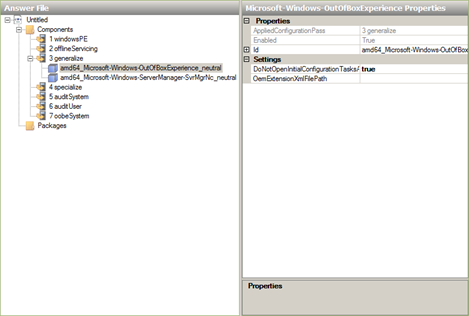 Answer File
Untitled
Components
1 windowsPE
2 offlineServicing
3 generalize
amd64_Microsoft-Windows-OutOfBoxExperience_neutral
amd64_Microsoft-Windows-ServerManager-SvrMgrNc_neutral
4 specialize
5 auditSystem
6 auditUser
7 oobeSystem
Packages
Microsoft-Windows-OutOfBoxExperience Properties
Properties
AppliedConfigurationPass 3 generalize
Enabled True
Id amd64_Microsoft-Windows-OutOfBox
Settings
DoNotOpenInitialConfigurationTasksA true
OemExtensionXmlFilePath
Properties